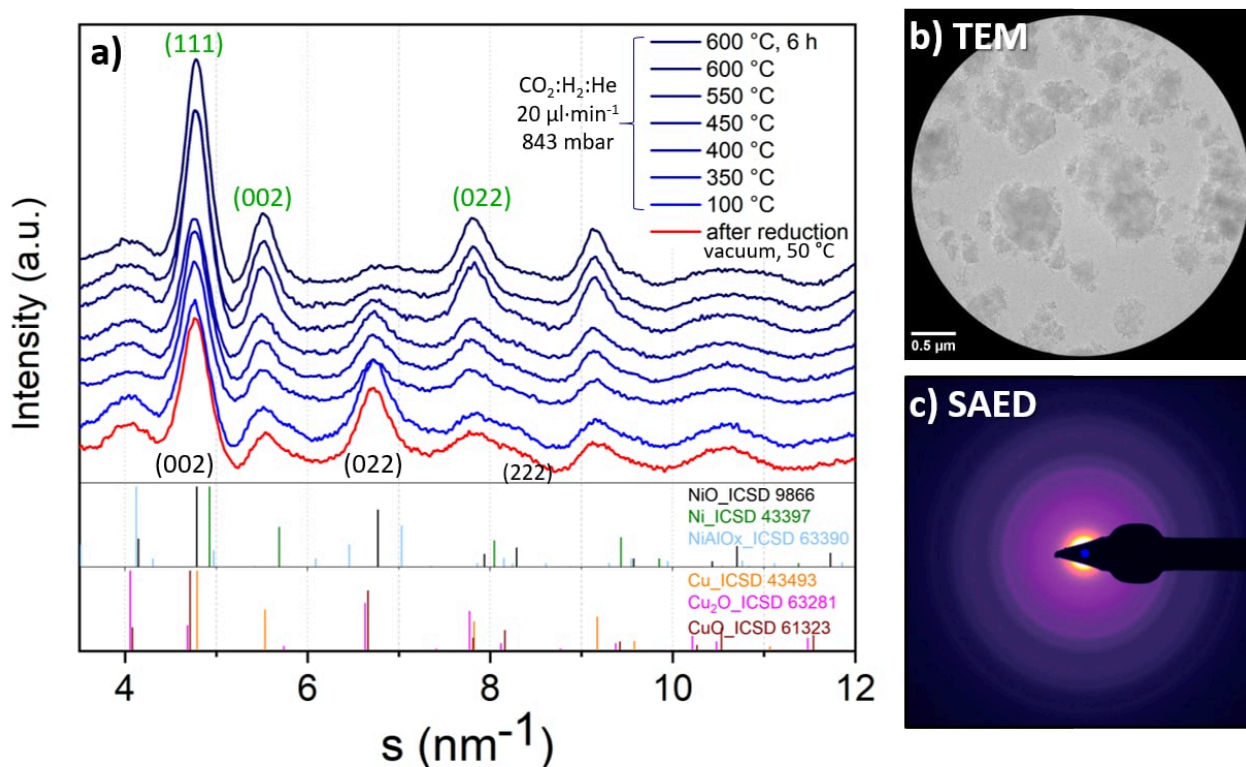 a)
(111)
(002)
(022)
CO₂:H₂:He
20 µl·min⁻¹
843 mbar
600 °C, 6 h
600 °C
550 °C
450 °C
400 °C
350 °C
100 °C
after reduction
vacuum, 50 °C
Intensity (a.u.)
(002)
(022)
(222)
NiO_ICSD 9866
Ni_ICSD 43397
NiAlOx_ICSD 63390
Cu_ICSD 43493
Cu₂O_ICSD 63281
CuO_ICSD 61323
4
6
8
10
12
s (nm⁻¹)
b) TEM
0.5 µm
c) SAED